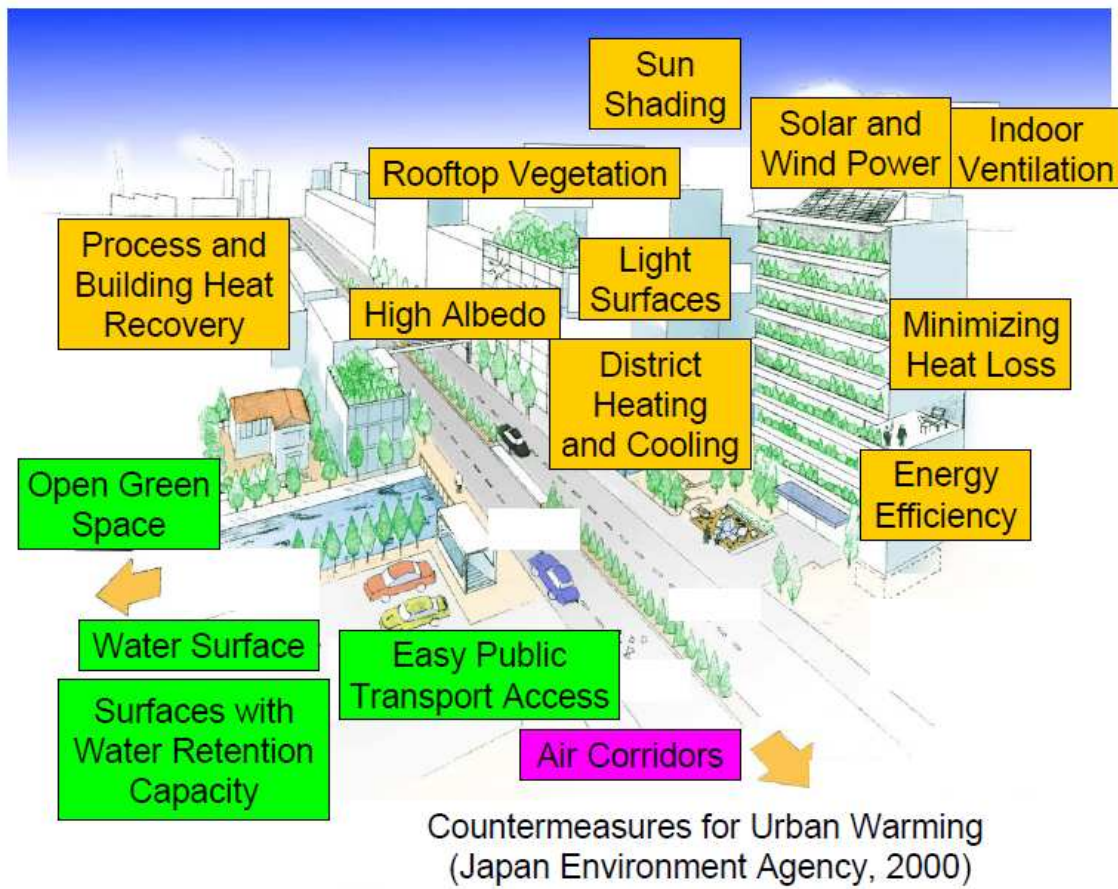 Sun
Shading
Solar and
Wind Power
Indoor
Ventilation
Rooftop Vegetation
Process and
Building Heat
Recovery
Light
Surfaces
High Albedo
Minimizing
Heat Loss
District
Heating
and Cooling
Open Green
Space
Energy
Efficiency
Water Surface
Easy Public
Transport Access
Surfaces with
Water Retention
Capacity
Air Corridors
Countermeasures for Urban Warming
(Japan Environment Agency, 2000)